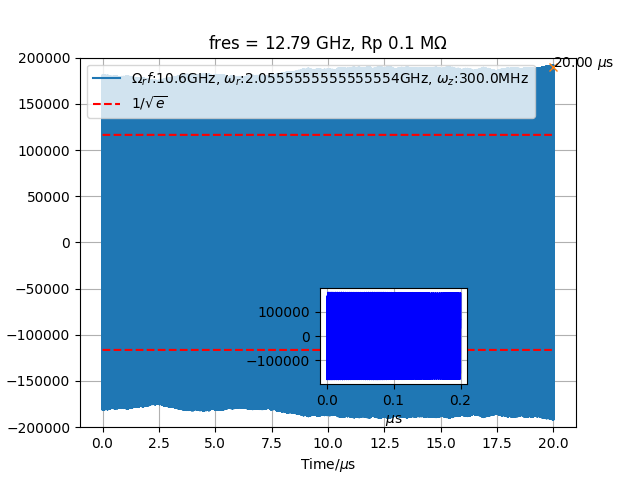 fres = 12.79 GHz, Rp 0.1 MΩ
200000
20.00 μs
Ω_rf:10.6GHz, ω_r:2.0555555555555554GHz, ω_z:300.0MHz
1/√e
150000
100000
50000
0
−50000
−100000
−150000
−200000
100000
0
−100000
0.0 0.1 0.2
μs
0.0 2.5 5.0 7.5 10.0 12.5 15.0 17.5 20.0
Time/μs